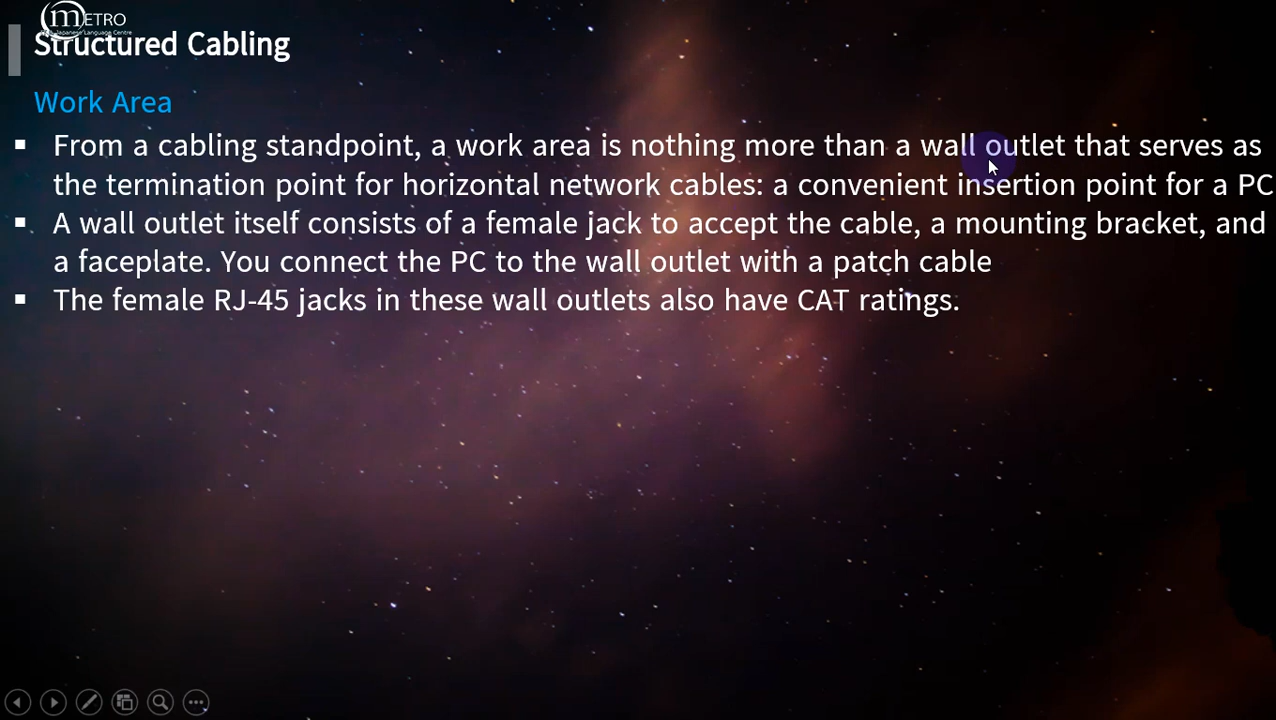 METRO
Japanese Language Centre
Structured Cabling
Work Area
▪ From a cabling standpoint, a work area is nothing more than a wall outlet that serves as
the termination point for horizontal network cables: a convenient insertion point for a PC
▪ A wall outlet itself consists of a female jack to accept the cable, a mounting bracket, and
a faceplate. You connect the PC to the wall outlet with a patch cable
▪ The female RJ-45 jacks in these wall outlets also have CAT ratings.